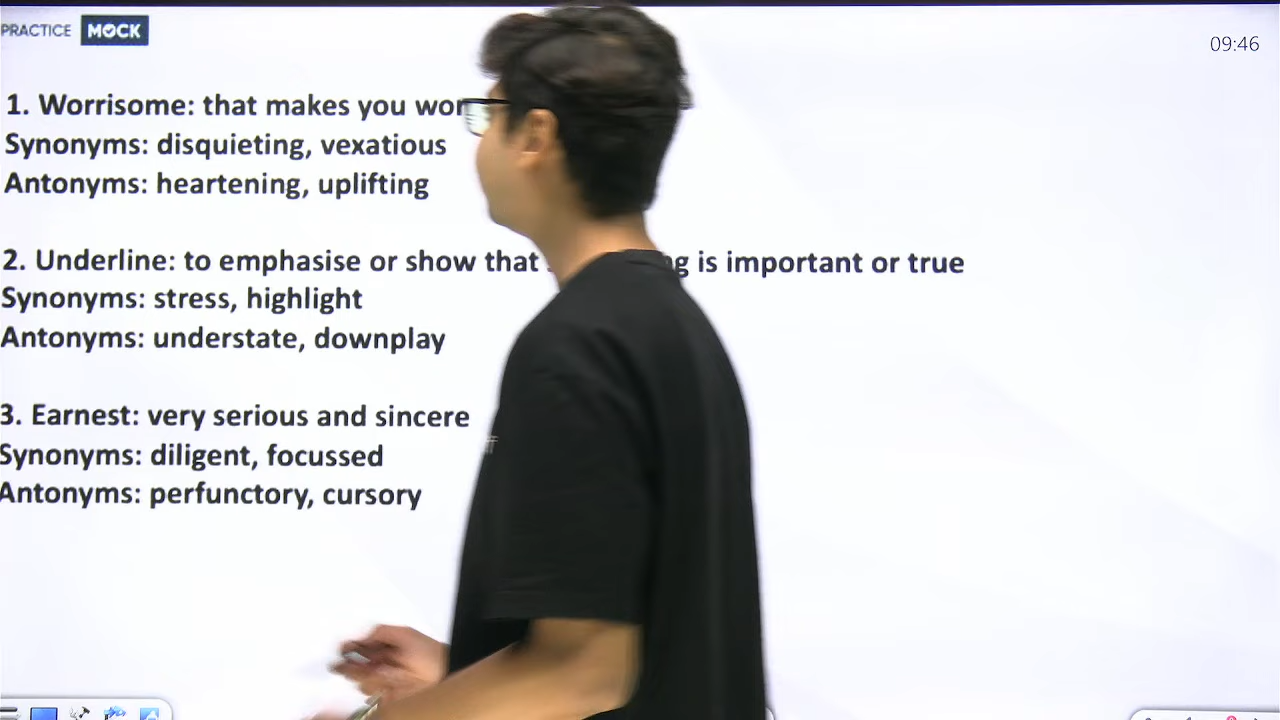 PRACTICE MOCK
09:46
1. Worrisome: that makes you
Synonyms: disquieting, vexatious
Antonyms: heartening, uplifting
2. Underline: to emphasise or show that is important or true
Synonyms: stress, highlight
Antonyms: understate, downplay
3. Earnest: very serious and sincere
Synonyms: diligent, focussed
Antonyms: perfunctory, cursory